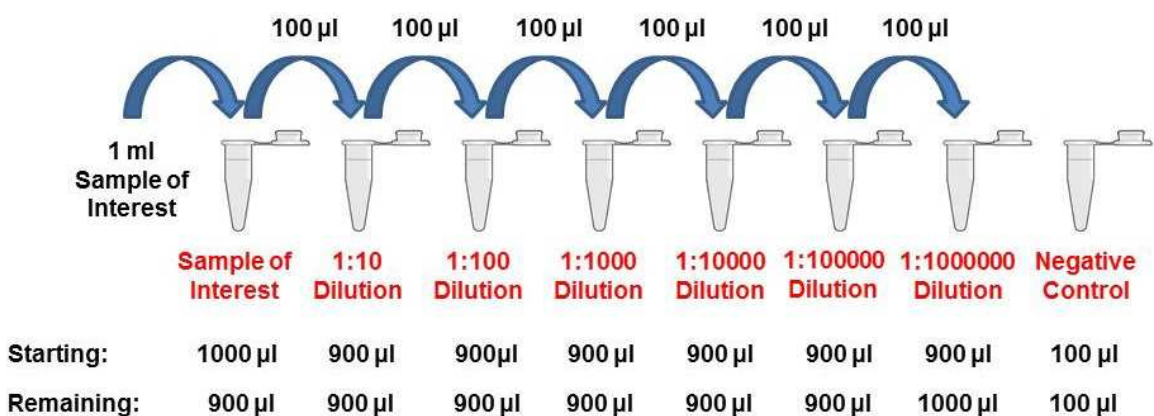 100 µl 100 µl 100 µl 100 µl 100 µl 100 µl
1 ml
Sample of
Interest
Sample of 1:10 1:100 1:1000 1:10000 1:100000 1:1000000 Negative
Interest Dilution Dilution Dilution Dilution Dilution Dilution Control
Starting: 1000 µl 900 µl 900µl 900 µl 900 µl 900 µl 900 µl 100 µl
Remaining: 900 µl 900 µl 900 µl 900 µl 900 µl 900 µl 1000 µl 100 µl